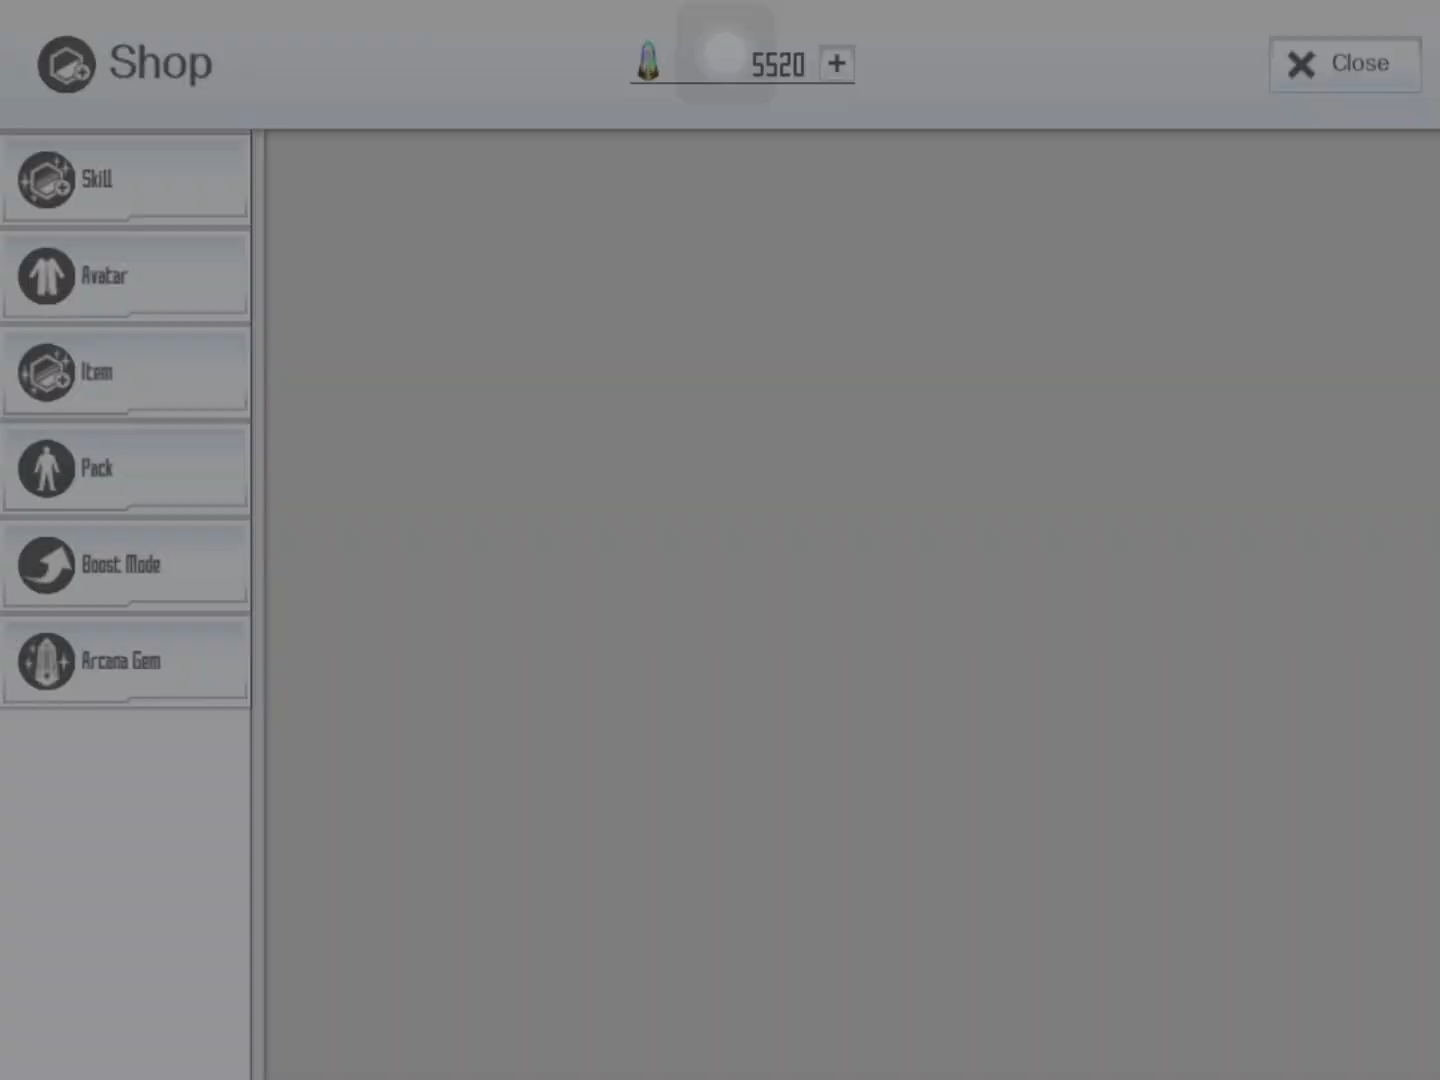 Shop
5520 +
Close
Skill
Avatar
Item
Pack
Boost Mode
Arcana Gem